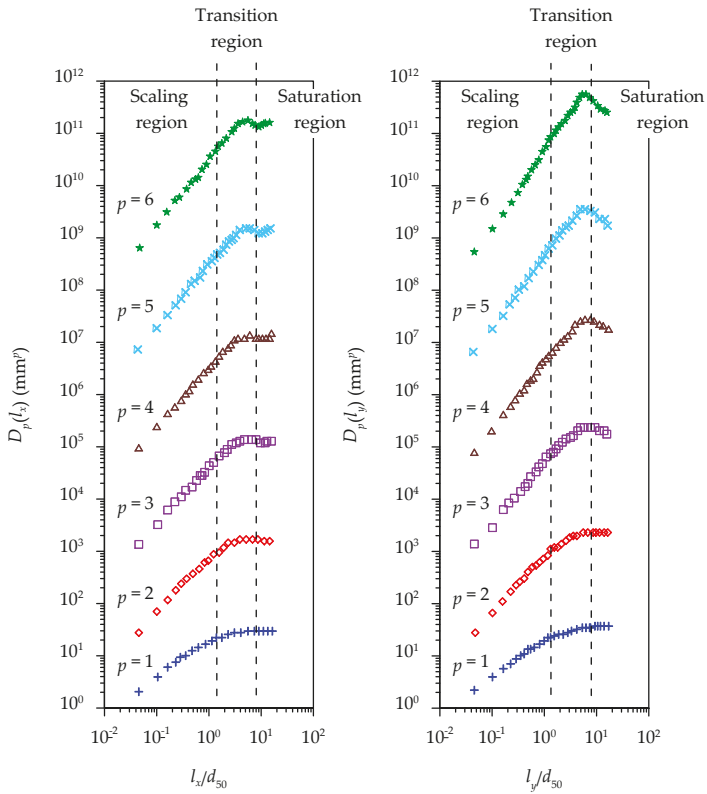 Transition
region
Transition
region
Scaling
region
Saturation
region
Scaling
region
Saturation
region
10¹²
10¹¹
10¹⁰
10⁹
10⁸
10⁷
10⁶
10⁵
10⁴
10³
10²
10¹
10⁰
p = 6
p = 5
p = 4
p = 3
p = 2
p = 1
Dₚ(lₓ) (mmᵖ)
10⁻² 10⁻¹ 10⁰ 10¹ 10²
lₓ/d₅₀
10¹²
10¹¹
10¹⁰
10⁹
10⁸
10⁷
10⁶
10⁵
10⁴
10³
10²
10¹
10⁰
p = 6
p = 5
p = 4
p = 3
p = 2
p = 1
Dₚ(l_y) (mmᵖ)
10⁻² 10⁻¹ 10⁰ 10¹ 10²
l_y/d₅₀